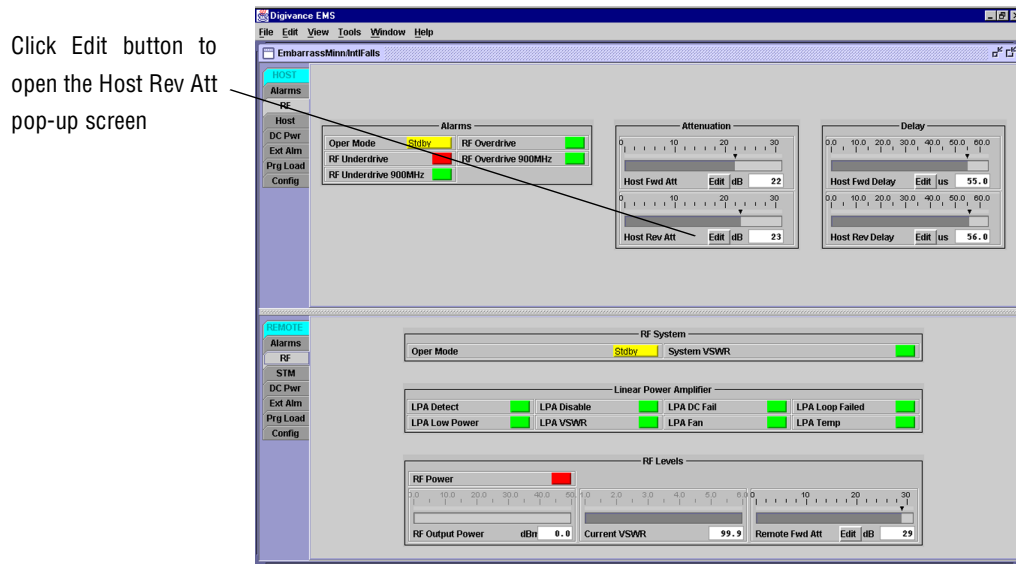 Click Edit button to
open the Host Rev Att
pop-up screen
Digivance EMS
File Edit View Tools Window Help
EmbarrassMinn/IntlFalls
HOST
Alarms
RF
Host
DC Pwr
Ext Alm
Prg Load
Config
Alarms
Oper Mode Stdby RF Overdrive
RF Underdrive RF Overdrive 900MHz
RF Underdrive 900MHz
Attenuation
0 10 20 30
Host Fwd Att Edit dB 22
0 10 20 30
Host Rev Att Edit dB 23
Delay
0.0 10.0 20.0 30.0 40.0 50.0 60.0
Host Fwd Delay Edit us 55.0
0.0 10.0 20.0 30.0 40.0 50.0 60.0
Host Rev Delay Edit us 56.0
REMOTE
Alarms
RF
STM
DC Pwr
Ext Alm
Prg Load
Config
RF System
Oper Mode Stdby System VSWR
Linear Power Amplifier
LPA Detect LPA Disable LPA DC Fail LPA Loop Failed
LPA Low Power LPA VSWR LPA Fan LPA Temp
RF Levels
RF Power
10.0 20.0 30.0 40.0 2.0 3.0 4.0 5.0 10 20 30
RF Output Power dBm 0.0 Current VSWR 99.9 Remote Fwd Att Edit dB 29